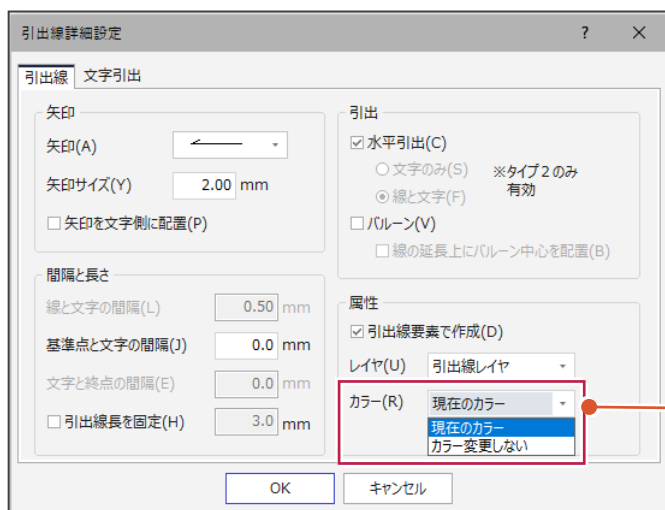 引出線詳細設定 ? ×
引出線 文字引出
矢印
矢印(A)
矢印サイズ(Y) 2.00 mm
矢印を文字側に配置(P)
間隔と長さ
線と文字の間隔(L) 0.50 mm
基準点と文字の間隔(J) 0.0 mm
文字と終点の間隔(E) 0.0 mm
引出線長を固定(H) 3.0 mm
引出
水平引出(C)
文字のみ(S) ※タイプ2のみ
線と文字(F) 有効
バルーン(V)
線の延長上にバルーン中心を配置(B)
属性
引出線要素で作成(D)
レイヤ(U) 引出線レイヤ
カラー(R) 現在のカラー
現在のカラー
カラー変更しない
OK キャンセル